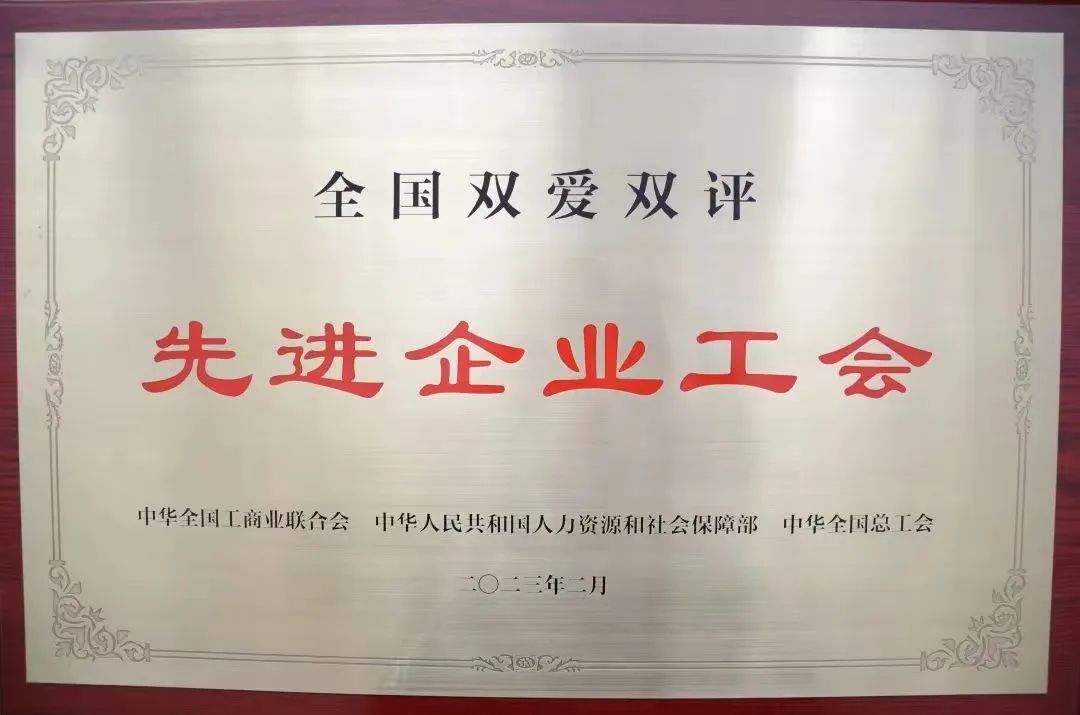 全国双爱双评
先进企业工会
中华全国工商业联合会 中华人民共和国人力资源和社会保障部 中华全国总工会
二〇二三年二月